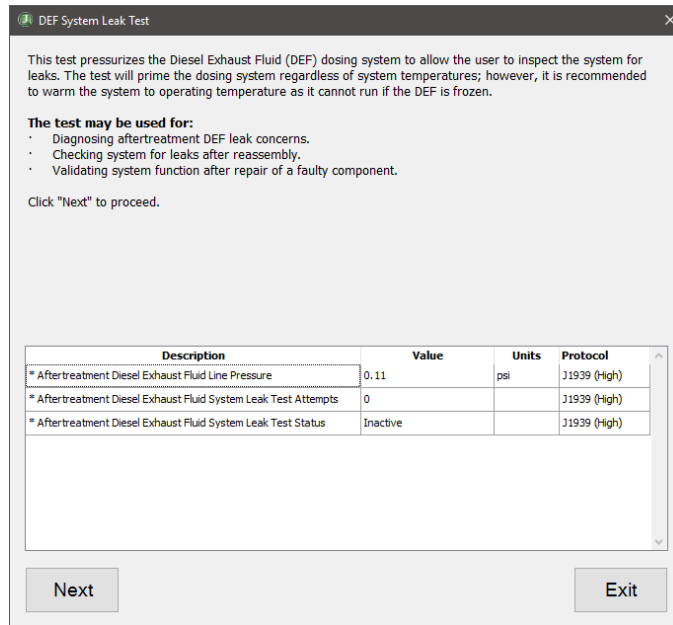 DEF System Leak Test
This test pressurizes the Diesel Exhaust Fluid (DEF) dosing system to allow the user to inspect the system for
leaks. The test will prime the dosing system regardless of system temperatures; however, it is recommended
to warm the system to operating temperature as it cannot run if the DEF is frozen.
The test may be used for:
· Diagnosing aftertreatment DEF leak concerns.
· Checking system for leaks after reassembly.
· Validating system function after repair of a faulty component.
Click "Next" to proceed.
Description Value Units Protocol
* Aftertreatment Diesel Exhaust Fluid Line Pressure 0.11 psi J1939 (High)
* Aftertreatment Diesel Exhaust Fluid System Leak Test Attempts 0 J1939 (High)
* Aftertreatment Diesel Exhaust Fluid System Leak Test Status Inactive J1939 (High)
Next Exit